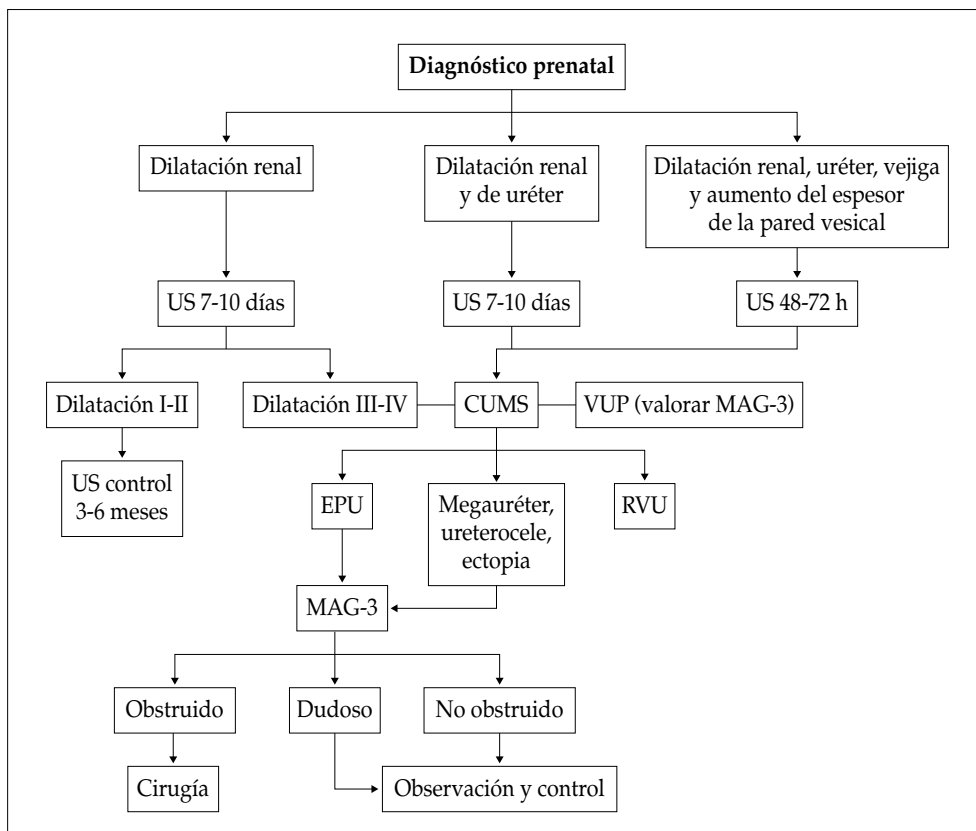 Diagnóstico prenatal
Dilatación renal
Dilatación renal
y de uréter
Dilatación renal, uréter, vejiga
y aumento del espesor
de la pared vesical
US 7-10 días
US 7-10 días
US 48-72 h
Dilatación I-II
Dilatación III-IV
CUMS
VUP (valorar MAG-3)
US control
3-6 meses
EPU
Megauréter,
ureterocele,
ectopia
RVU
MAG-3
Obstruido
Dudoso
No obstruido
Cirugía
Observación y control